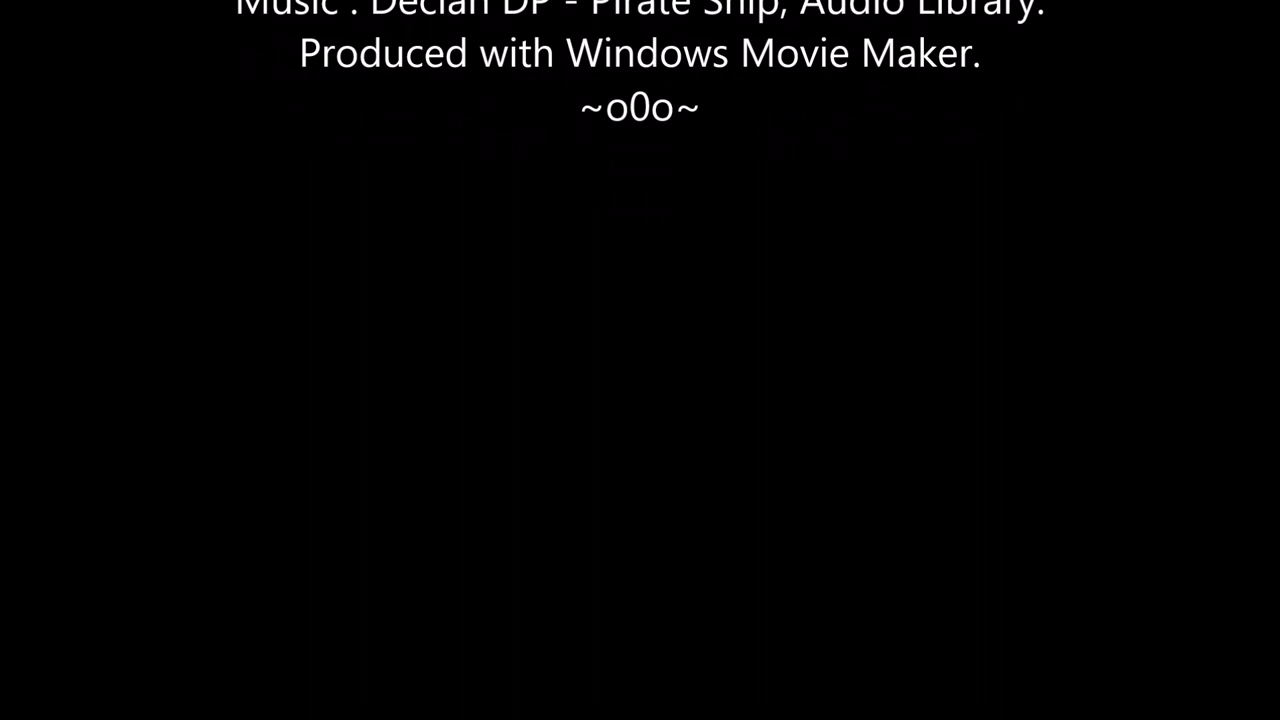 Music : Declan DP - Pirate Ship, Audio Library.
Produced with Windows Movie Maker.
~o0o~